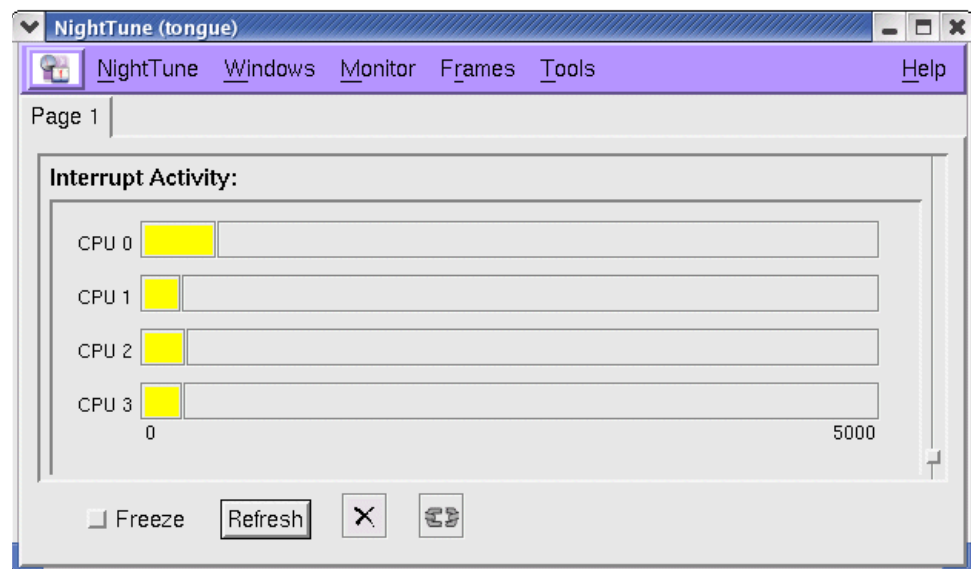 NightTune (tongue)
NightTune Windows Monitor Frames Tools Help
Page 1
Interrupt Activity:
CPU 0
CPU 1
CPU 2
CPU 3
0 5000
Freeze Refresh